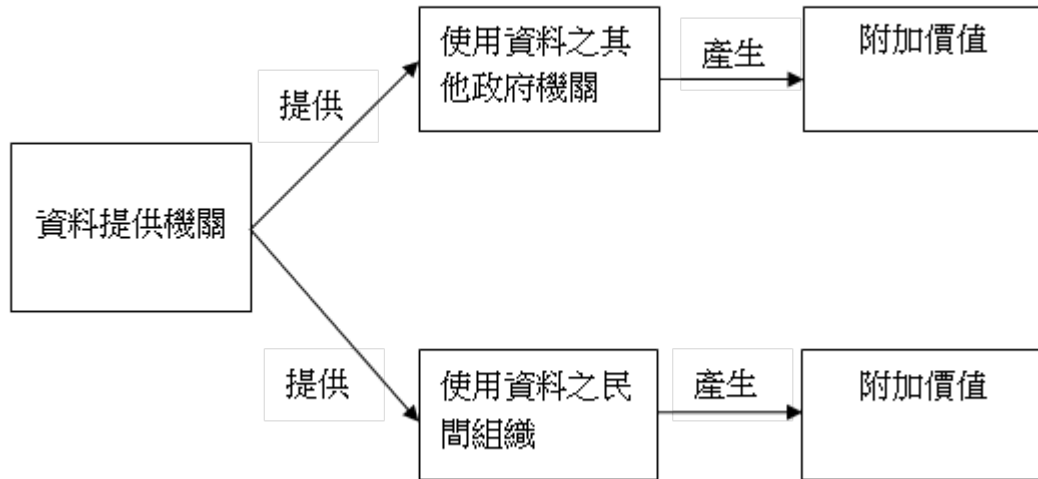 資料提供機關
提供
使用資料之其
他政府機關
產生
附加價值
提供
使用資料之民
間組織
產生
附加價值